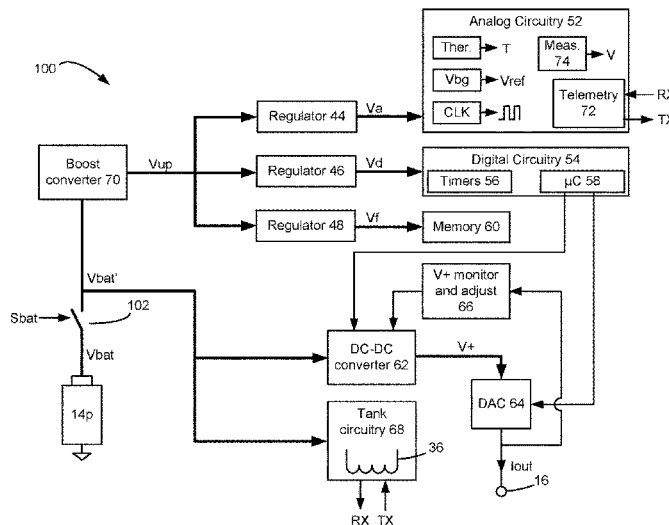 Analog Circuitry 52
Ther.
T
Meas.
74
V
100
Vbg
Vref
Va
Regulator 44
CLK
Telemetry
72
RX
TX
Boost
converter 70
Vup
Regulator 46
Vd
Digital Circuitry 54
Timers 56
µC 58
Regulator 48
Vf
Memory 60
Vbat'
V+ monitor
and adjust
66
Sbat
102
Vbat
DC-DC
converter
62
V+
14p
DAC 64
Tank
circuitry 68
36
Iout
16
RX
TX